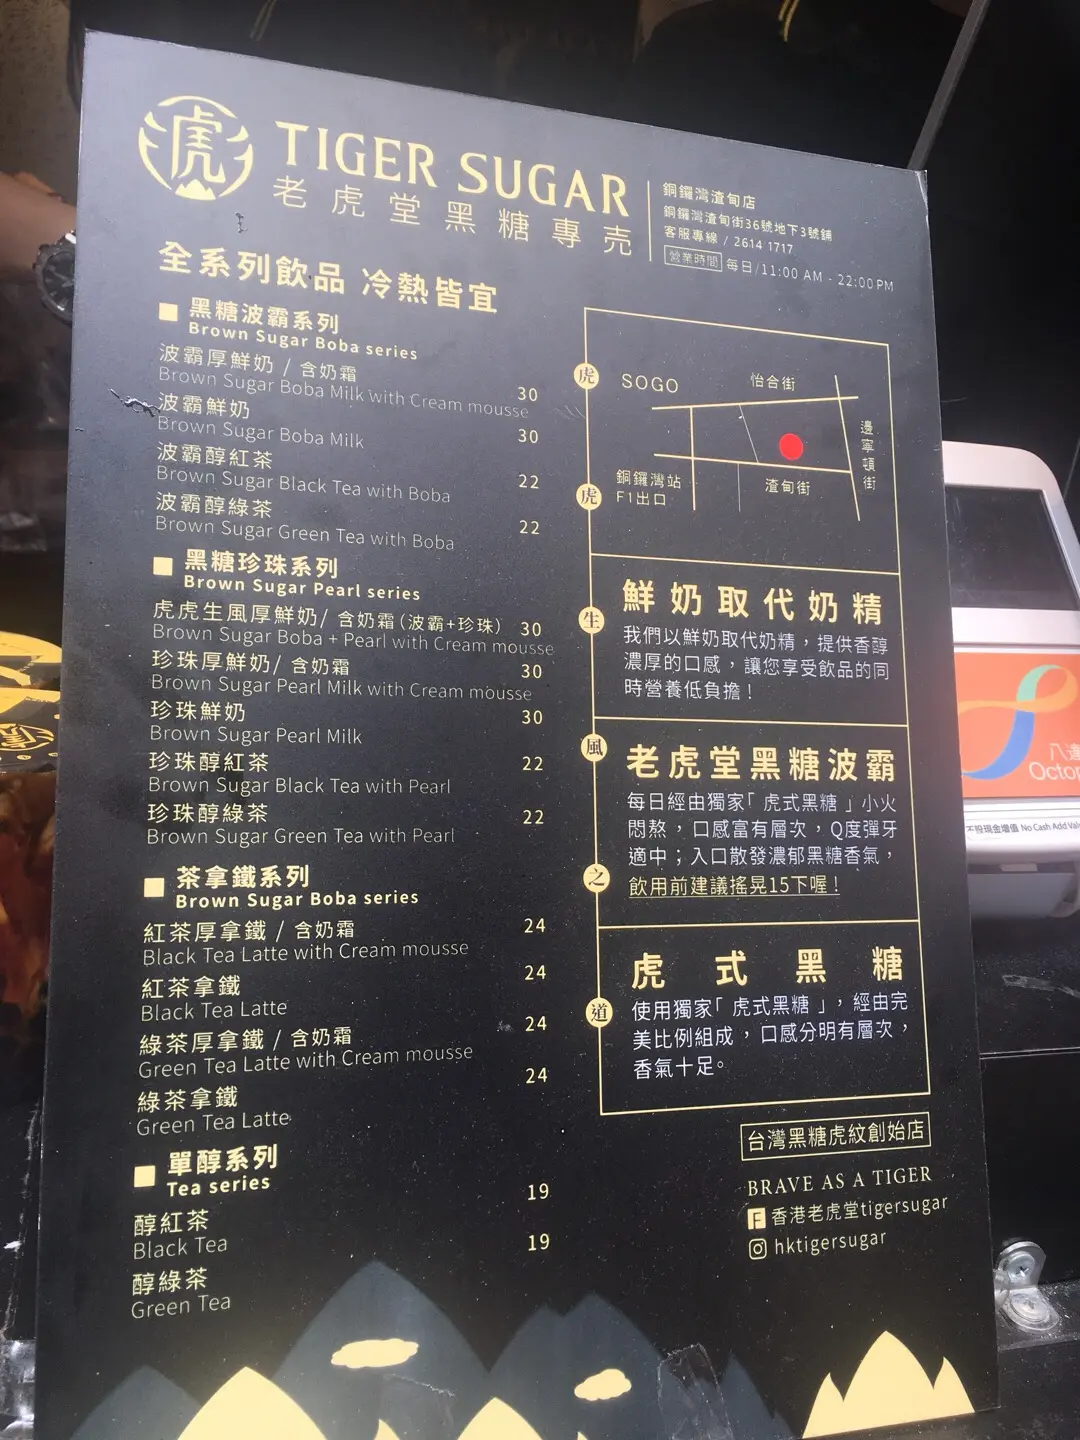 虎
TIGER SUGAR
老虎堂黑糖專売
銅鑼灣渣甸店
銅鑼灣渣甸街36號地下3號舖
客服專線 / 2614 1717
營業時間 每日/11:00 AM - 22:00PM
全系列飲品 冷熱皆宜
黑糖波霸系列
Brown Sugar Boba series
波霸厚鮮奶 / 含奶霜 30
Brown Sugar Boba Milk with Cream mousse
波霸鮮奶 30
Brown Sugar Boba Milk
波霸醇紅茶 22
Brown Sugar Black Tea with Boba
波霸醇綠茶 22
Brown Sugar Green Tea with Boba
黑糖珍珠系列
Brown Sugar Pearl series
虎虎生風厚鮮奶/ 含奶霜（波霸+珍珠） 30
Brown Sugar Boba + Pearl with Cream mousse
珍珠厚鮮奶/ 含奶霜 30
Brown Sugar Pearl Milk with Cream mousse
珍珠鮮奶 30
Brown Sugar Pearl Milk
珍珠醇紅茶 22
Brown Sugar Black Tea with Pearl
珍珠醇綠茶 22
Brown Sugar Green Tea with Pearl
茶拿鐵系列
Brown Sugar Boba series
紅茶厚拿鐵 / 含奶霜 24
Black Tea Latte with Cream mousse
紅茶拿鐵 24
Black Tea Latte
綠茶厚拿鐵 / 含奶霜 24
Green Tea Latte with Cream mousse
綠茶拿鐵 24
Green Tea Latte
單醇系列
Tea series
醇紅茶 19
Black Tea
醇綠茶 19
Green Tea
虎
虎
生
風
之
道
SOGO
怡合街
邊寧頓街
銅鑼灣站
F1出口
渣甸街
鮮奶取代奶精
我們以鮮奶取代奶精，提供香醇
濃厚的口感，讓您享受飲品的同
時營養低負擔！
老虎堂黑糖波霸
每日經由獨家「虎式黑糖」小火
悶熬，口感富有層次，Q度彈牙
適中；入口散發濃郁黑糖香氣，
飲用前建議搖晃15下喔！
虎式黑糖
使用獨家「虎式黑糖」，經由完
美比例組成，口感分明有層次，
香氣十足。
台灣黑糖虎紋創始店
BRAVE AS A TIGER
香港老虎堂tigersugar
hktigersugar
八達
Octop
不設現金增值 No Cash Add Val